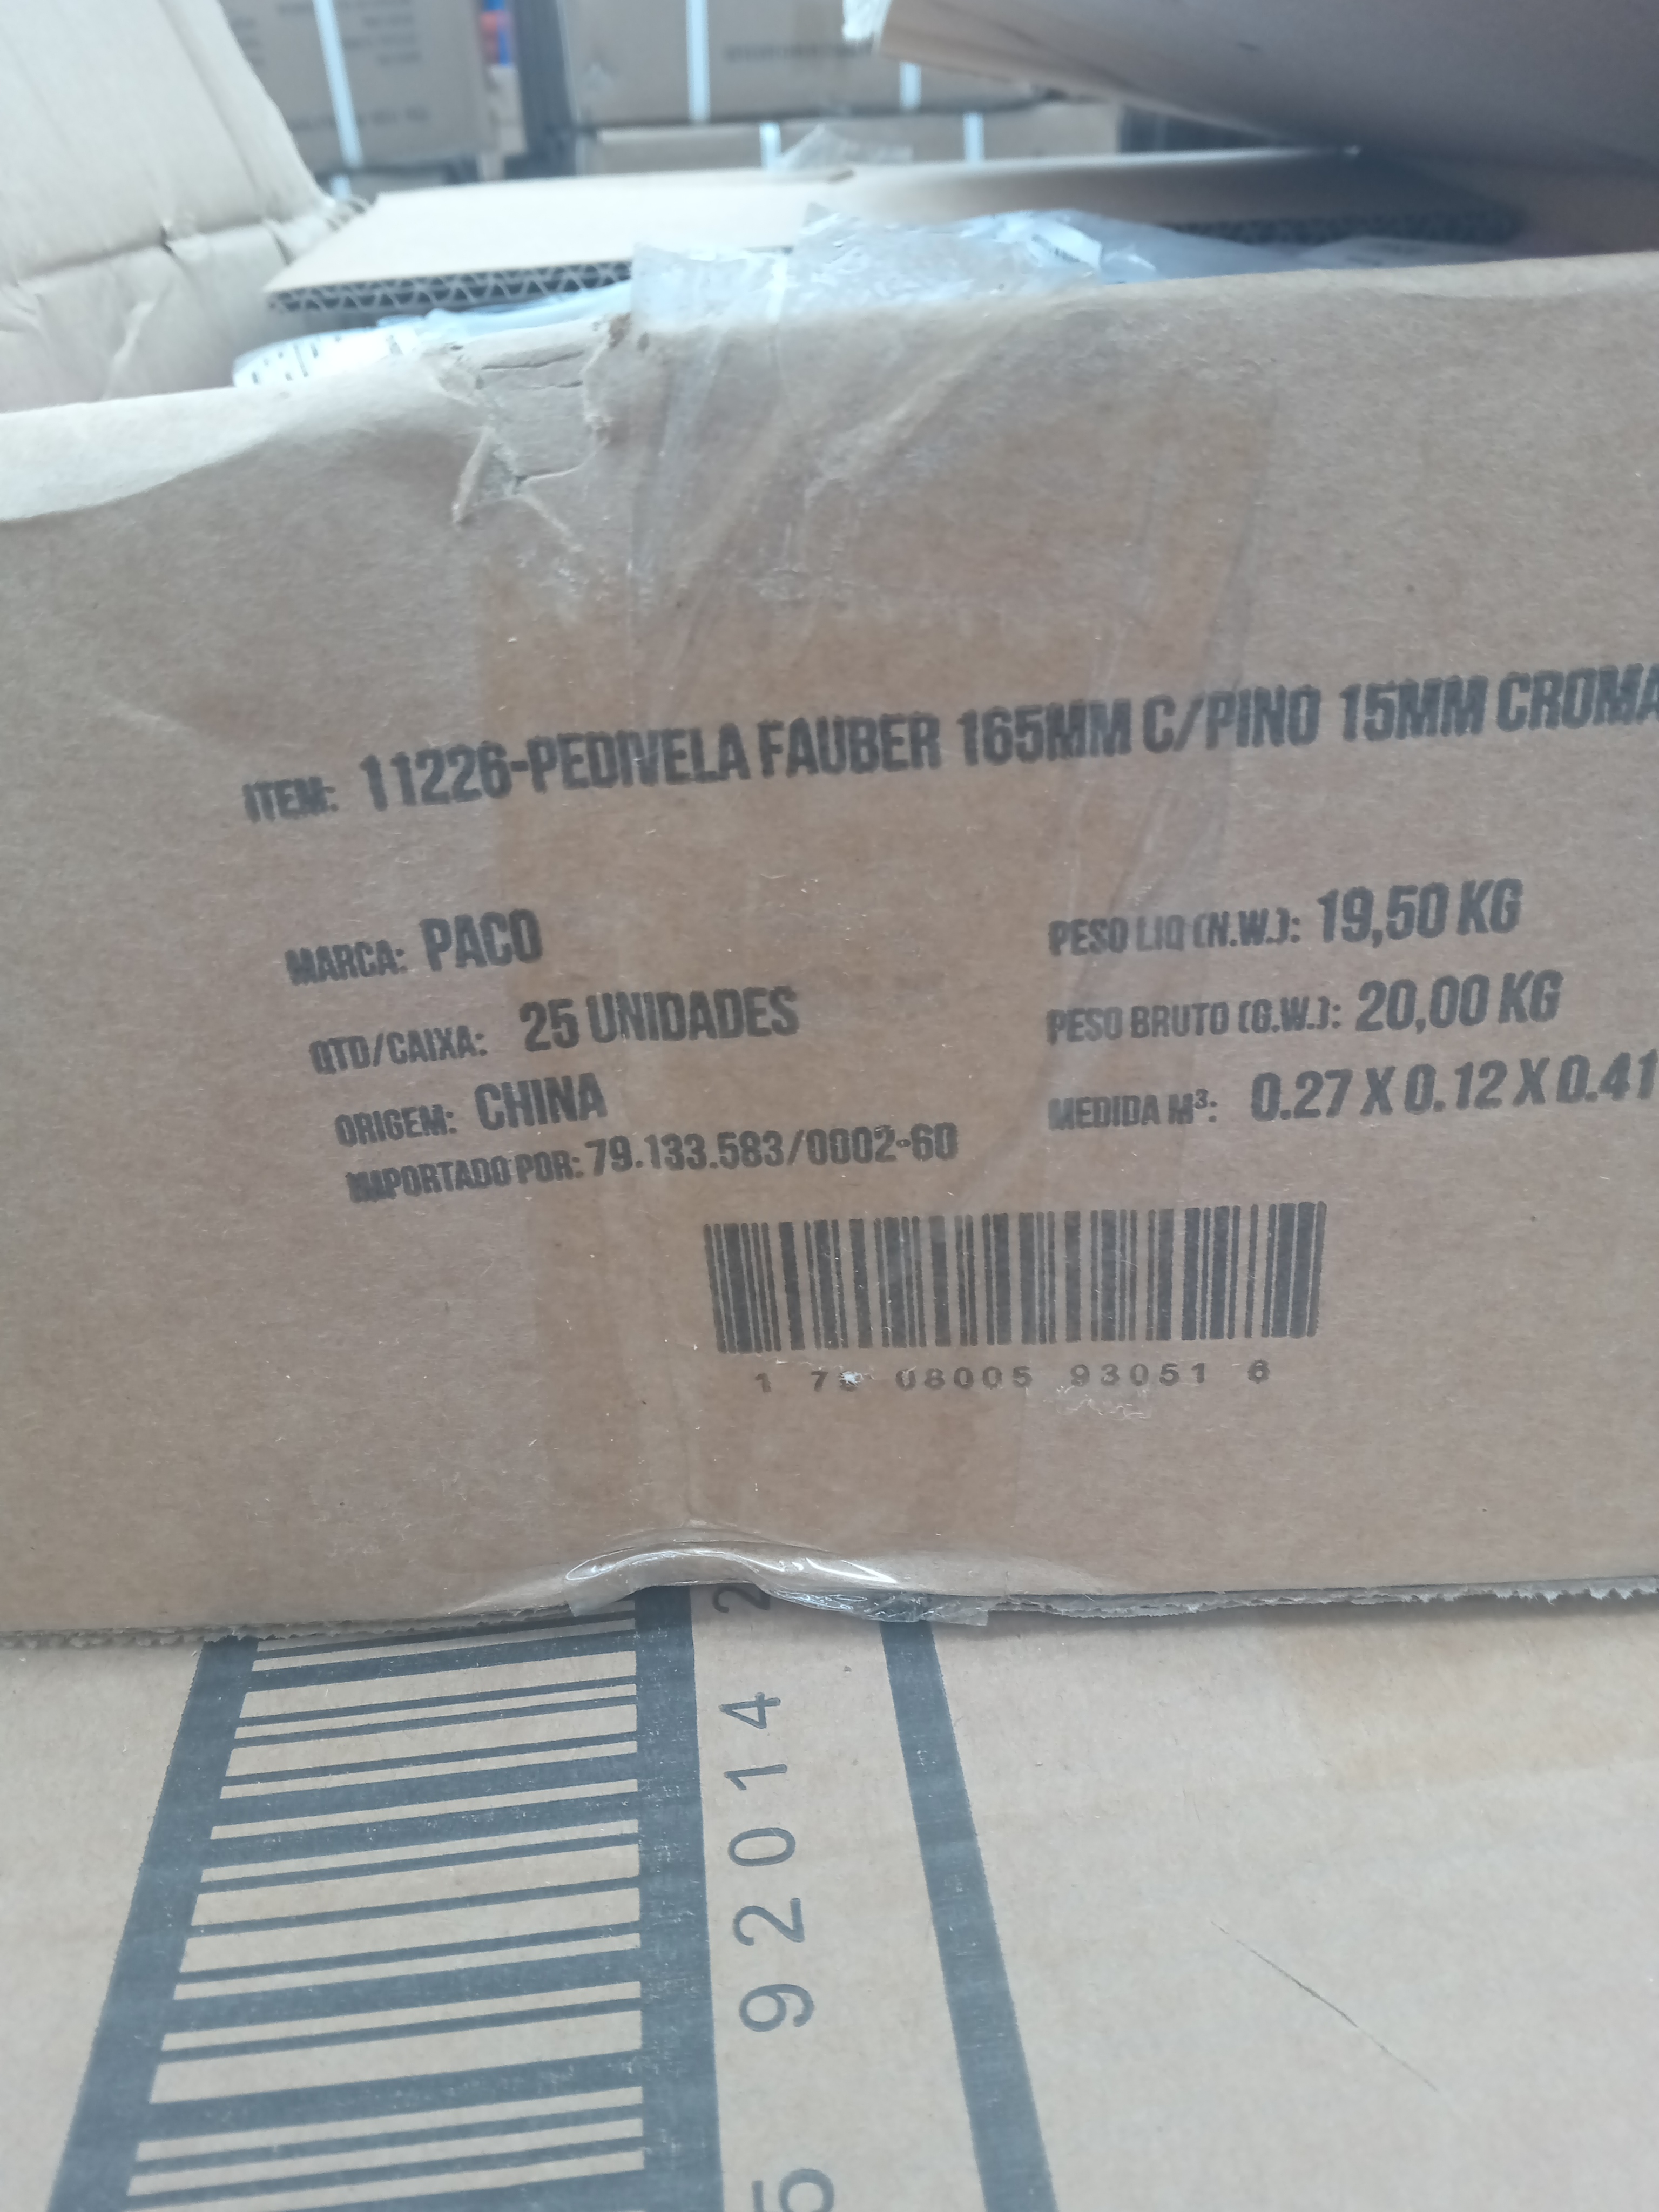 ITEM: 11226-PEDIVELA FAUBER 165MM C/PINO 15MM CROMA
MARCA: PACO
QTD/CAIXA: 25 UNIDADES
ORIGEM: CHINA
IMPORTADO POR: 79.133.583/0002-60
PESO LIQ (N.W.): 19,50 KG
PESO BRUTO (G.W.): 20,00 KG
MEDIDA M³: 0.27 X 0.12 X 0.41
1 08005 93051 6
92014 2